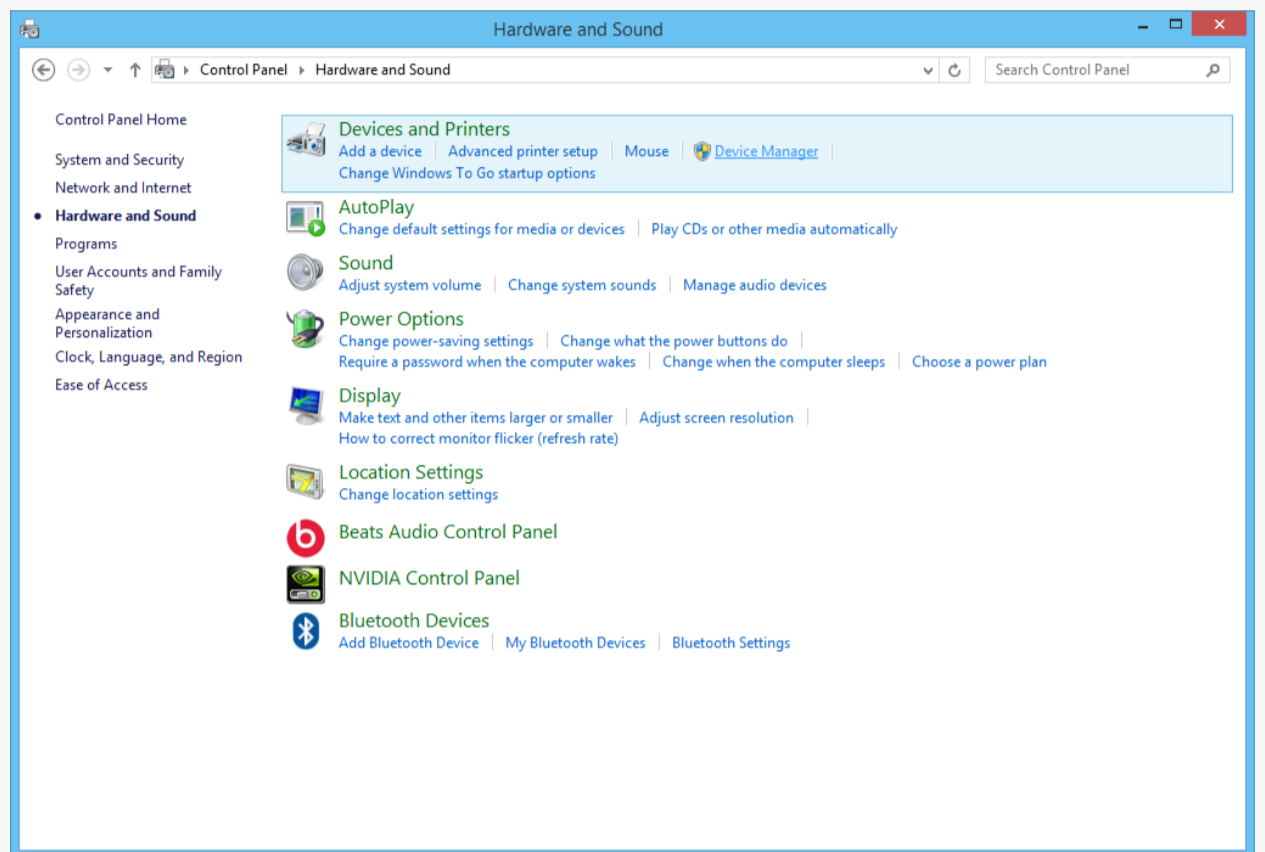 Hardware and Sound
Control Panel Hardware and Sound
Search Control Panel
Control Panel Home
System and Security
Network and Internet
Hardware and Sound
Programs
User Accounts and Family
Safety
Appearance and
Personalization
Clock, Language, and Region
Ease of Access
Devices and Printers
Add a device Advanced printer setup Mouse Device Manager
Change Windows To Go startup options
AutoPlay
Change default settings for media or devices Play CDs or other media automatically
Sound
Adjust system volume Change system sounds Manage audio devices
Power Options
Change power-saving settings Change what the power buttons do
Require a password when the computer wakes Change when the computer sleeps Choose a power plan
Display
Make text and other items larger or smaller Adjust screen resolution
How to correct monitor flicker (refresh rate)
Location Settings
Change location settings
Beats Audio Control Panel
NVIDIA Control Panel
Bluetooth Devices
Add Bluetooth Device My Bluetooth Devices Bluetooth Settings